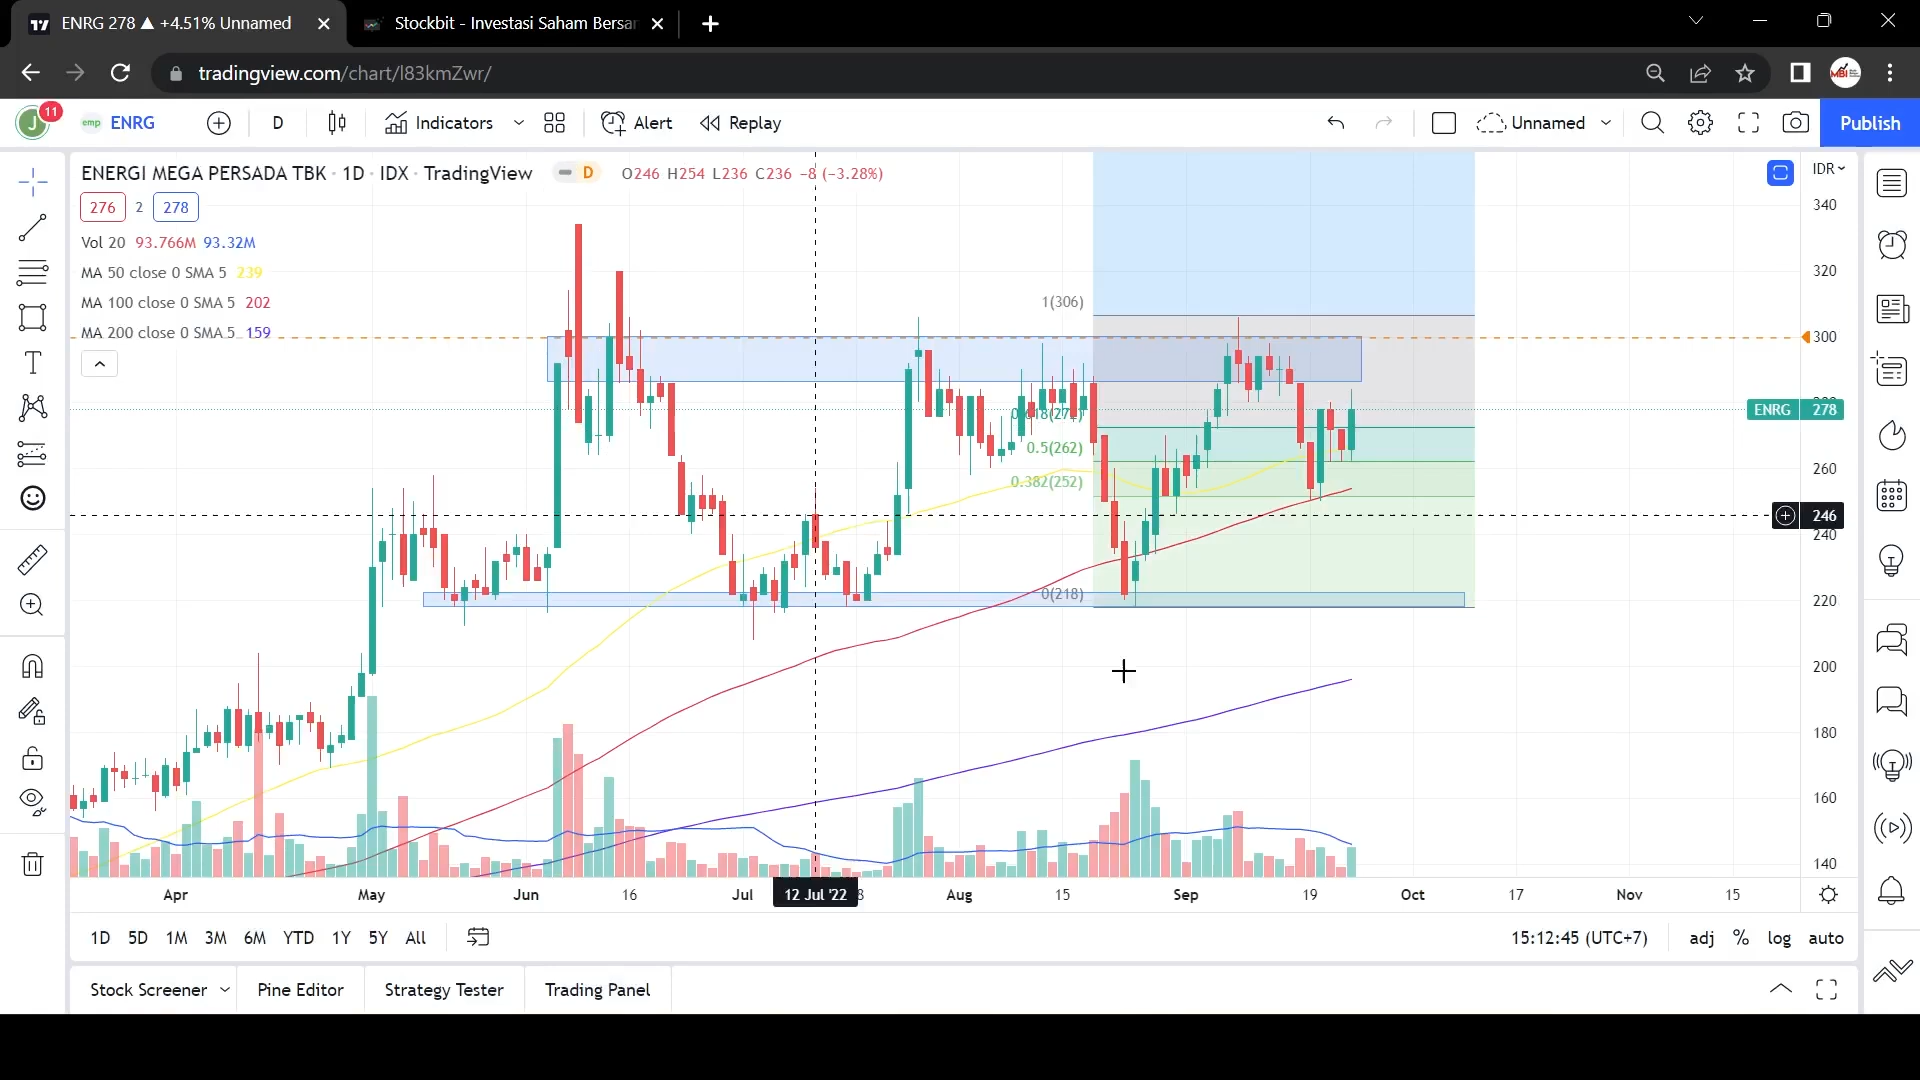 ENRG 278 ▲ +4.51% Unnamed
Stockbit - Investasi Saham Bersar
tradingview.com/chart/l83kmZwr/
J 11 emp ENRG D Indicators Alert Replay Unnamed Publish
ENERGI MEGA PERSADA TBK · 1D · IDX · TradingView D O246 H254 L236 C236 −8 (−3.28%)
276 2 278
Vol 20 93.766M 93.32M
MA 50 close 0 SMA 5 239
MA 100 close 0 SMA 5 202
MA 200 close 0 SMA 5 159
IDR
340
320
300
ENRG 278
260
246
240
220
200
180
160
140
1(306)
0.5(262)
0.382(252)
0(218)
Apr May Jun 16 Jul 12 Jul '22 8 Aug 15 Sep 19 Oct 17 Nov 15
1D 5D 1M 3M 6M YTD 1Y 5Y All 15:12:45 (UTC+7) adj % log auto
Stock Screener Pine Editor Strategy Tester Trading Panel